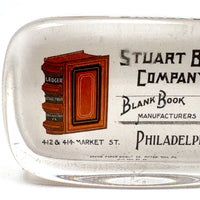 STUART B
COMPANY
BLANK BOOK
MANUFACTURERS
PHILADELP
LEDGER
412 & 414 MARKET ST.